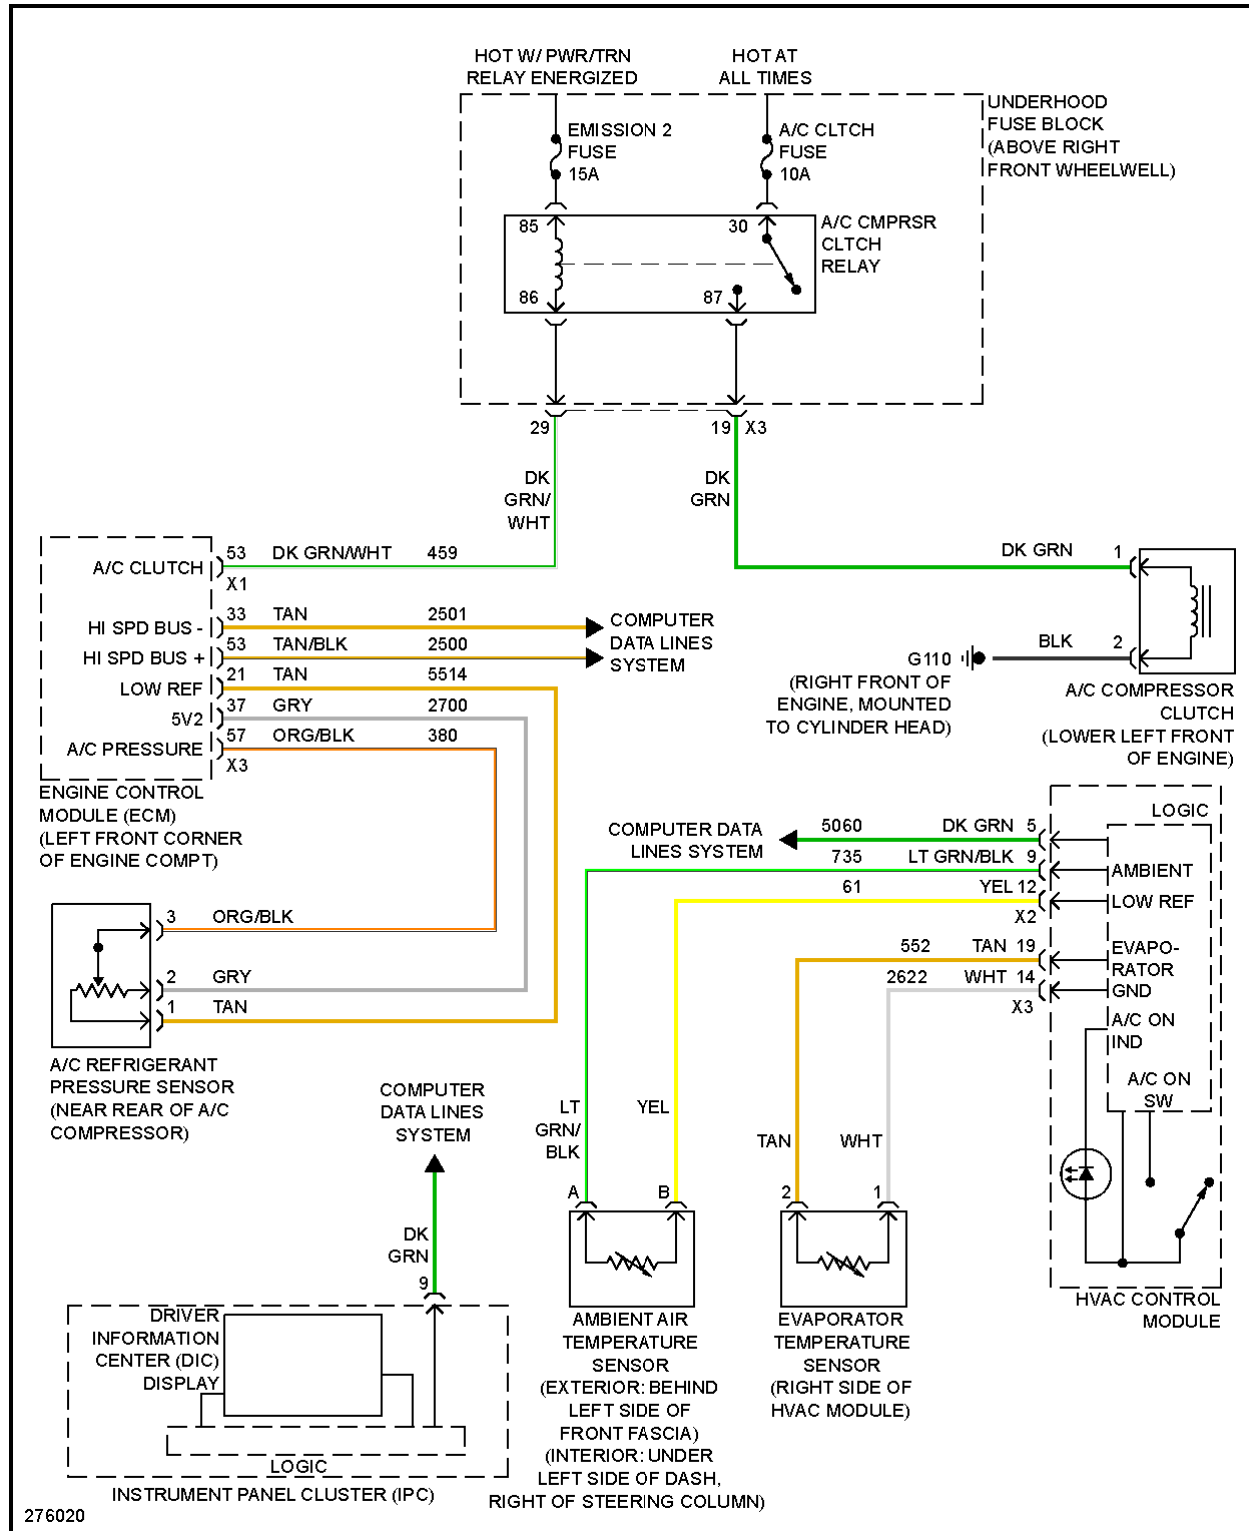 HOT W/ PWR/TRN
RELAY ENERGIZED
HOT AT
ALL TIMES
UNDERHOOD
FUSE BLOCK
(ABOVE RIGHT
FRONT WHEELWELL)
EMISSION 2
FUSE
15A
A/C CLTCH
FUSE
10A
85
30
A/C CMPRSR
CLTCH
RELAY
86
87
29
19
X3
DK
GRN/
WHT
DK
GRN
A/C CLUTCH
53 DK GRN/WHT 459
X1
HI SPD BUS -
33 TAN 2501
HI SPD BUS +
53 TAN/BLK 2500
LOW REF
21 TAN 5514
5V2
37 GRY 2700
A/C PRESSURE
57 ORG/BLK 380
X3
COMPUTER
DATA LINES
SYSTEM
ENGINE CONTROL
MODULE (ECM)
(LEFT FRONT CORNER
OF ENGINE COMPT)
DK GRN 1
BLK 2
G110
(RIGHT FRONT OF
ENGINE, MOUNTED
TO CYLINDER HEAD)
A/C COMPRESSOR
CLUTCH
(LOWER LEFT FRONT
OF ENGINE)
LOGIC
COMPUTER DATA
LINES SYSTEM
5060 DK GRN 5
735 LT GRN/BLK 9
AMBIENT
61 YEL 12
LOW REF
X2
552 TAN 19
EVAPO-
RATOR
2622 WHT 14
GND
X3
A/C ON
IND
A/C ON
SW
HVAC CONTROL
MODULE
3 ORG/BLK
2 GRY
1 TAN
A/C REFRIGERANT
PRESSURE SENSOR
(NEAR REAR OF A/C
COMPRESSOR)
COMPUTER
DATA LINES
SYSTEM
DK
GRN
9
LT
GRN/
BLK
YEL
TAN
WHT
A
B
2
1
AMBIENT AIR
TEMPERATURE
SENSOR
(EXTERIOR: BEHIND
LEFT SIDE OF
FRONT FASCIA)
(INTERIOR: UNDER
LEFT SIDE OF DASH,
RIGHT OF STEERING COLUMN)
EVAPORATOR
TEMPERATURE
SENSOR
(RIGHT SIDE OF
HVAC MODULE)
DRIVER
INFORMATION
CENTER (DIC)
DISPLAY
LOGIC
INSTRUMENT PANEL CLUSTER (IPC)
276020